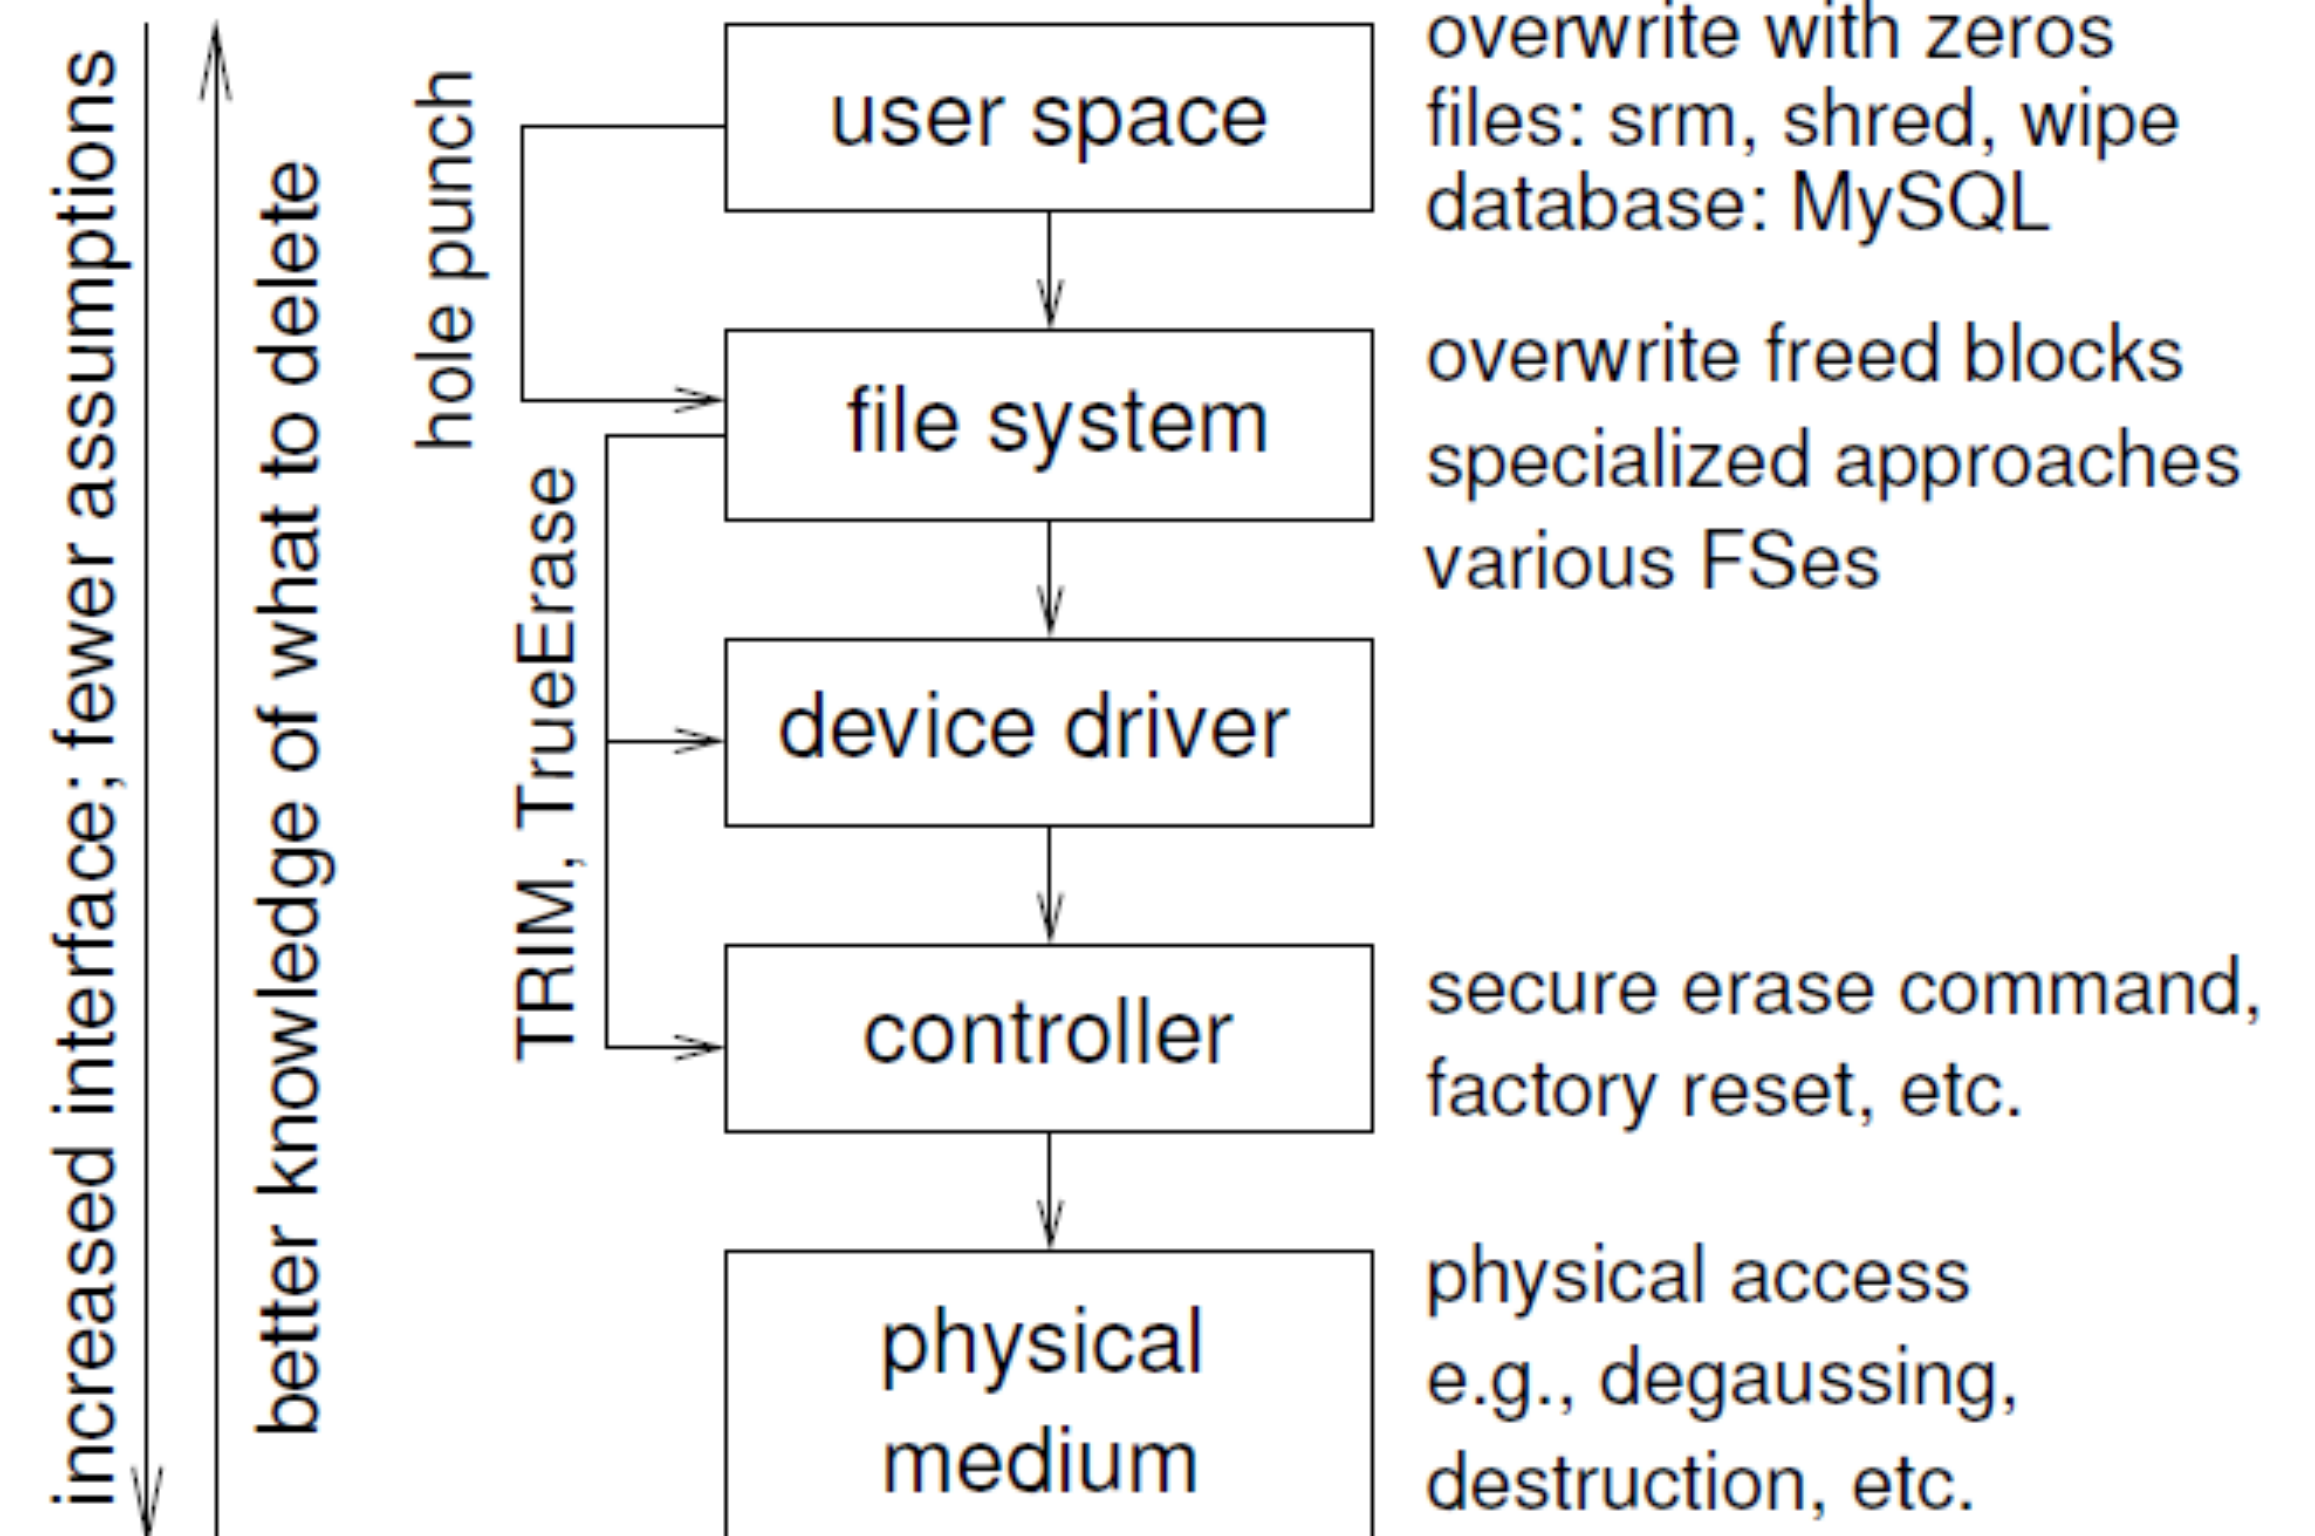 increased interface; fewer assumptions
better knowledge of what to delete
hole punch
TRIM, TrueErase
user space
overwrite with zeros
files: srm, shred, wipe
database: MySQL
file system
overwrite freed blocks
specialized approaches
various FSes
device driver
controller
secure erase command,
factory reset, etc.
physical
medium
physical access
e.g., degaussing,
destruction, etc.